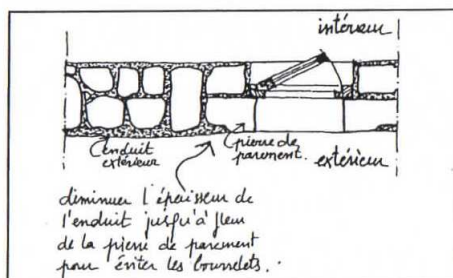 intérieur
Enduit
extérieur
pierre de
parement.
extérieur
diminuer l'épaisseur de
l'enduit jusqu'à fleur
de la pierre de parement
pour éviter les bourrelets.